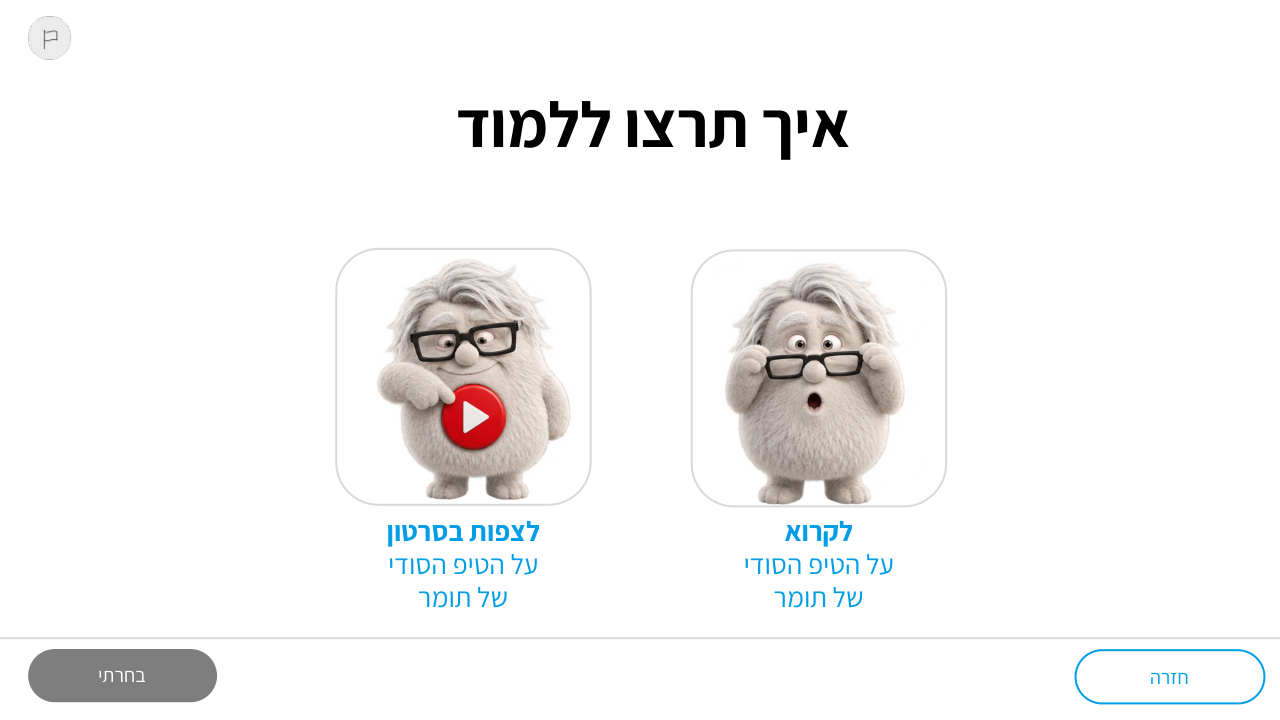 איך תרצו ללמוד
לקרוא
על הטיפ הסודי
של תומר
לצפות בסרטון
על הטיפ הסודי
של תומר
חזרה
בחרתי